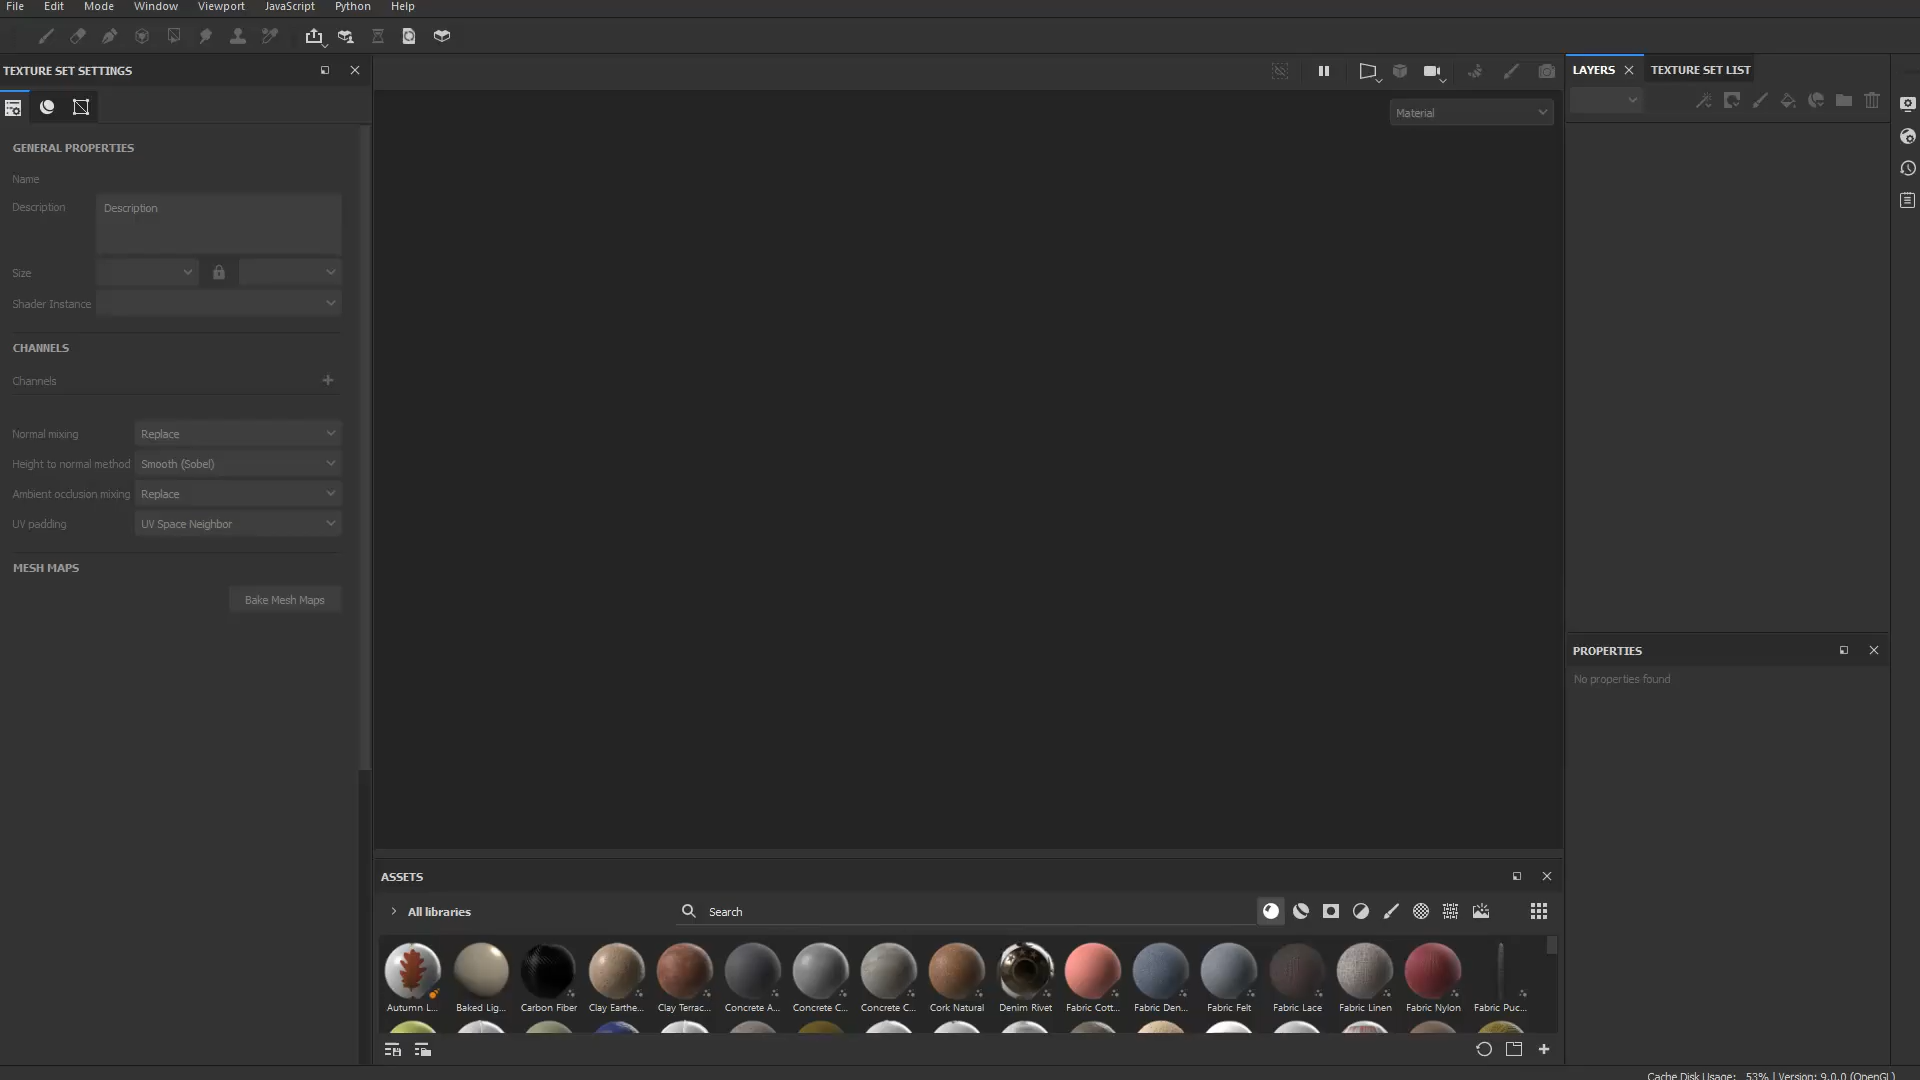 File Edit Mode Window Viewport JavaScript Python Help
TEXTURE SET SETTINGS
LAYERS TEXTURE SET LIST
Material
GENERAL PROPERTIES
Name
Description Description
Size
Shader Instance
CHANNELS
Channels
Normal mixing Replace
Height to normal method Smooth (Sobel)
Ambient occlusion mixing Replace
UV padding UV Space Neighbor
MESH MAPS
Bake Mesh Maps
PROPERTIES
No properties found
ASSETS
All libraries Search
Autumn L... Baked Lig... Carbon Fiber Clay Earthe... Clay Terrac... Concrete A... Concrete C... Concrete C... Cork Natural Denim Rivet Fabric Cott... Fabric Den... Fabric Felt Fabric Lace Fabric Linen Fabric Nylon Fabric Puc...
Cache Disk Usage: 53% | Version: 9.0.0 (OpenGL)